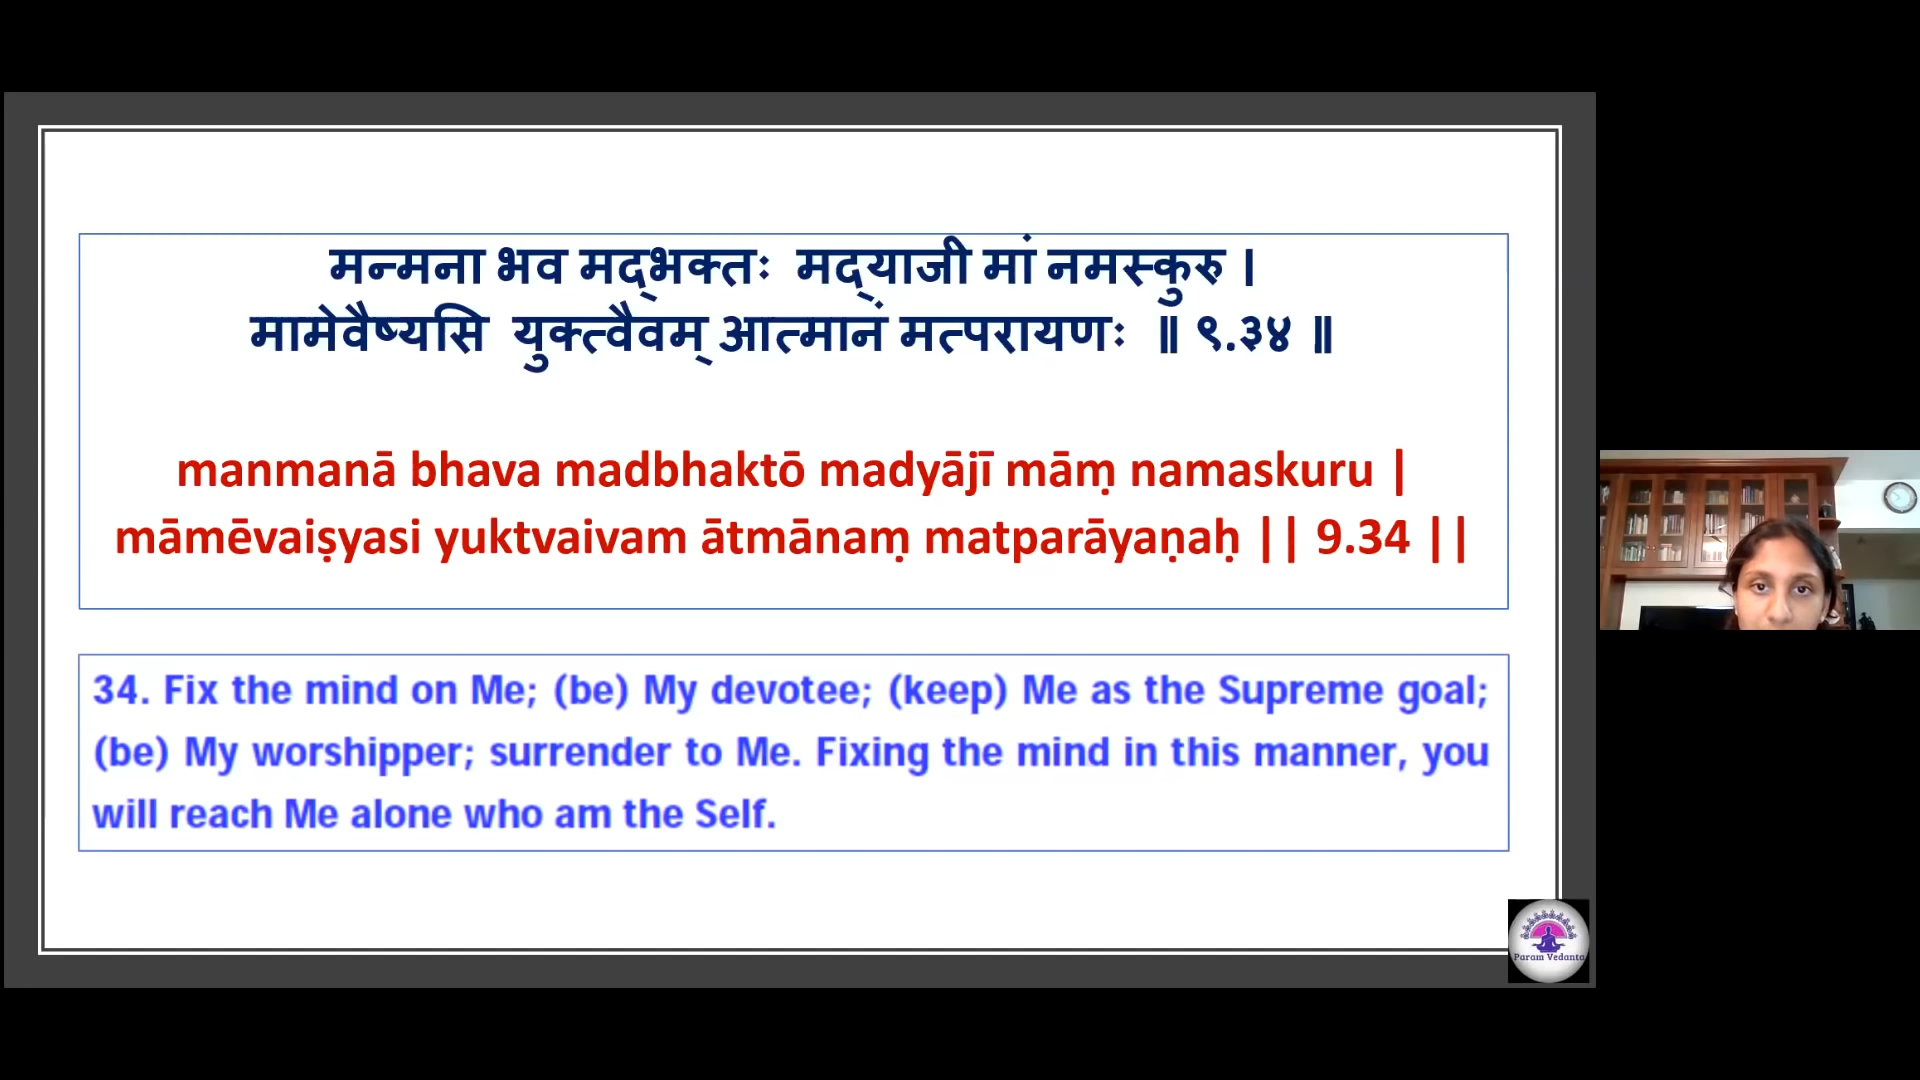 मन्मना भव मद्‌भक्तः मद्‌याजी मां नमस्कुरु ।
मामेवैष्यसि युक्त्वैवम् आत्मानं मत्परायणः ॥ ९.३४ ॥
manmanā bhava madbhaktō madyājī māṃ namaskuru |
māmēvaiṣyasi yuktvaivam ātmānaṃ matparāyaṇaḥ || 9.34 ||
34. Fix the mind on Me; (be) My devotee; (keep) Me as the Supreme goal;
(be) My worshipper; surrender to Me. Fixing the mind in this manner, you
will reach Me alone who am the Self.
Param Vedanta